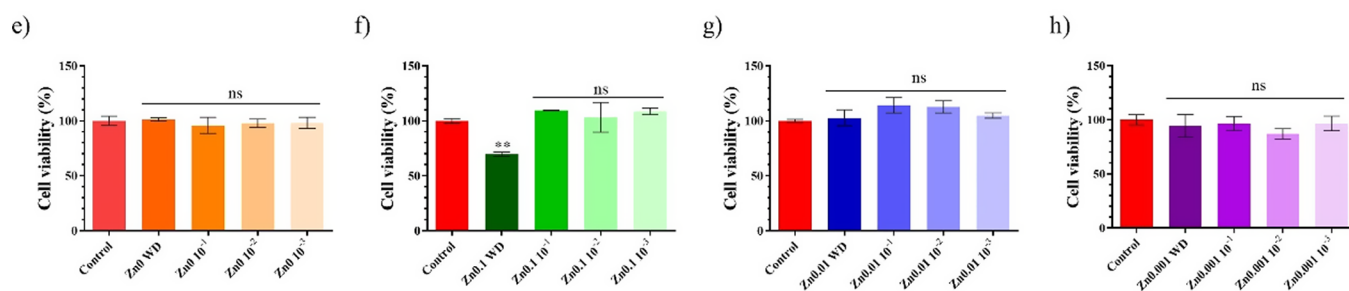 e)
ns
Cell viability (%)
150
100
50
0
Control
Zn0 WD
Zn0 10⁻¹
Zn0 10⁻²
Zn0 10⁻³
f)
ns
**
Cell viability (%)
150
100
50
0
Control
Zn0.1 WD
Zn0.1 10⁻¹
Zn0.1 10⁻²
Zn0.1 10⁻³
g)
ns
Cell viability (%)
150
100
50
0
Control
Zn0.01 WD
Zn0.01 10⁻¹
Zn0.01 10⁻²
Zn0.01 10⁻³
h)
ns
Cell viability (%)
150
100
50
0
Control
Zn0.001 WD
Zn0.001 10⁻¹
Zn0.001 10⁻²
Zn0.001 10⁻³